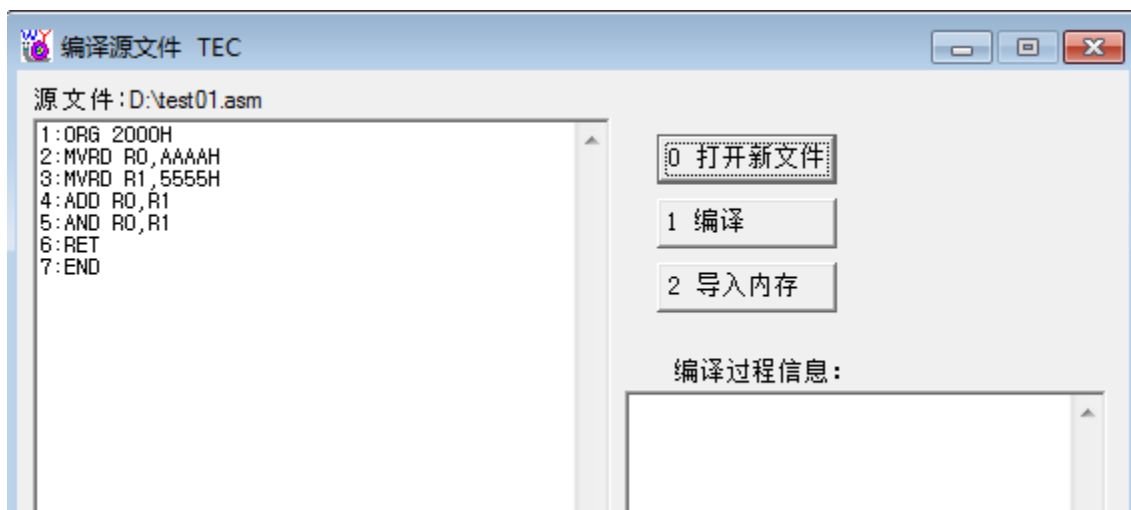 编译源文件 TEC
源文件:D:\test01.asm
1:ORG 2000H
2:MVRD R0,AAAAH
3:MVRD R1,5555H
4:ADD R0,R1
5:AND R0,R1
6:RET
7:END
0 打开新文件
1 编译
2 导入内存
编译过程信息: